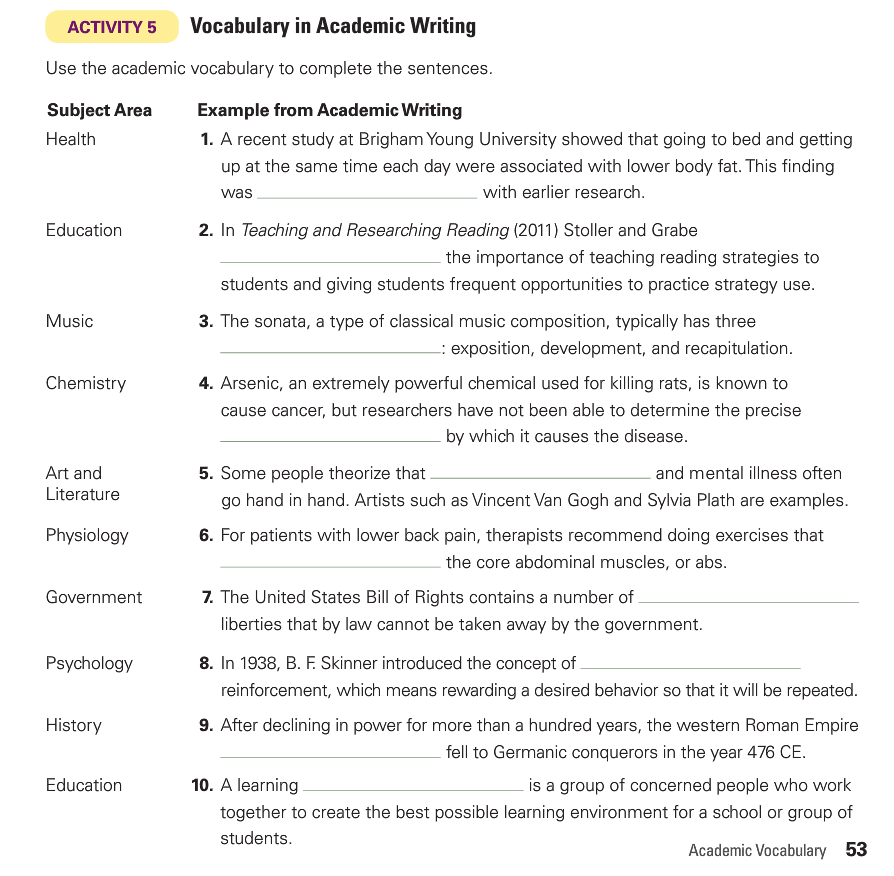 ACTIVITY 5 Vocabulary in Academic Writing
Use the academic vocabulary to complete the sentences.
Subject Area Example from Academic Writing
Health 1. A recent study at Brigham Young University showed that going to bed and getting
up at the same time each day were associated with lower body fat. This finding
was ______ with earlier research.
Education 2. In Teaching and Researching Reading (2011) Stoller and Grabe
______ the importance of teaching reading strategies to
students and giving students frequent opportunities to practice strategy use.
Music 3. The sonata, a type of classical music composition, typically has three
______: exposition, development, and recapitulation.
Chemistry 4. Arsenic, an extremely powerful chemical used for killing rats, is known to
cause cancer, but researchers have not been able to determine the precise
______ by which it causes the disease.
Art and 5. Some people theorize that ______ and mental illness often
Literature go hand in hand. Artists such as Vincent Van Gogh and Sylvia Plath are examples.
Physiology 6. For patients with lower back pain, therapists recommend doing exercises that
______ the core abdominal muscles, or abs.
Government 7. The United States Bill of Rights contains a number of ______
liberties that by law cannot be taken away by the government.
Psychology 8. In 1938, B. F. Skinner introduced the concept of ______
reinforcement, which means rewarding a desired behavior so that it will be repeated.
History 9. After declining in power for more than a hundred years, the western Roman Empire
______ fell to Germanic conquerors in the year 476 CE.
Education 10. A learning ______ is a group of concerned people who work
together to create the best possible learning environment for a school or group of
students.
Academic Vocabulary 53